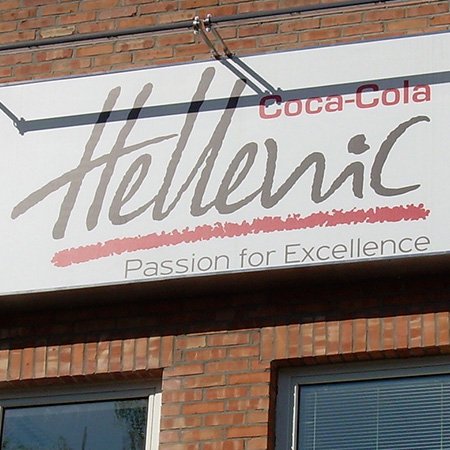 Coca-Cola
Hellenic
Passion for Excellence